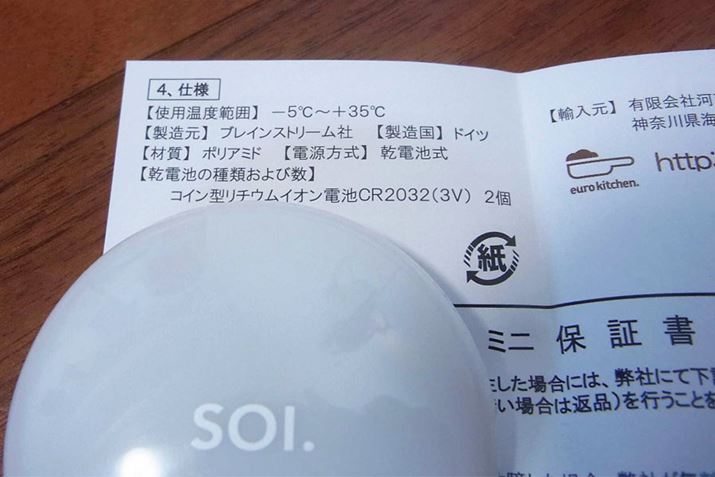 4、仕様
【使用温度範囲】 −5℃〜＋35℃
【製造元】 ブレインストリーム社 【製造国】 ドイツ
【材質】 ポリアミド 【電源方式】 乾電池式
【乾電池の種類および数】
コイン型リチウムイオン電池CR2032(3V) 2個
【輸入元】 有限会社河
神奈川県海
euro kitchen.
http:
紙
ミニ 保証書
した場合には、弊社にて下
い場合は返品)を行うことを
SOI.